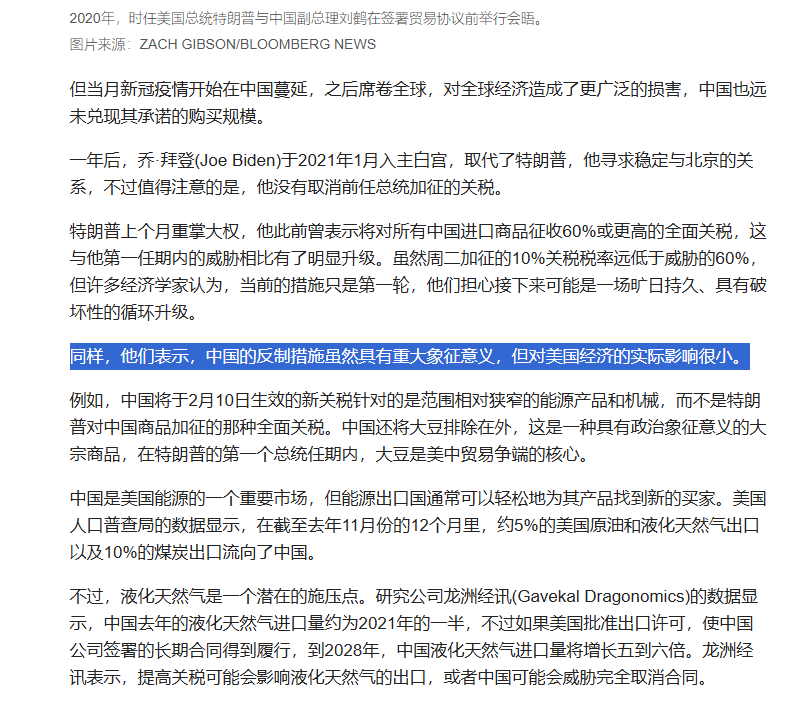 2020年，时任美国总统特朗普与中国副总理刘鹤在签署贸易协议前举行会晤。
图片来源：ZACH GIBSON/BLOOMBERG NEWS
但当月新冠疫情开始在中国蔓延，之后席卷全球，对全球经济造成了更广泛的损害，中国也远
未兑现其承诺的购买规模。
一年后，乔·拜登(Joe Biden)于2021年1月入主白宫，取代了特朗普，他寻求稳定与北京的关
系，不过值得注意的是，他没有取消前任总统加征的关税。
特朗普上个月重掌大权，他此前曾表示将对所有中国进口商品征收60%或更高的全面关税，这
与他第一任期内的威胁相比有了明显升级。虽然周二加征的10%关税税率远低于威胁的60%，
但许多经济学家认为，当前的措施只是第一轮，他们担心接下来可能是一场旷日持久、具有破
坏性的循环升级。
同样，他们表示，中国的反制措施虽然具有重大象征意义，但对美国经济的实际影响很小。
例如，中国将于2月10日生效的新关税针对的是范围相对狭窄的能源产品和机械，而不是特朗
普对中国商品加征的那种全面关税。中国还将大豆排除在外，这是一种具有政治象征意义的大
宗商品，在特朗普的第一个总统任期内，大豆是美中贸易争端的核心。
中国是美国能源的一个重要市场，但能源出口国通常可以轻松地为其产品找到新的买家。美国
人口普查局的数据显示，在截至去年11月份的12个月里，约5%的美国原油和液化天然气出口
以及10%的煤炭出口流向了中国。
不过，液化天然气是一个潜在的施压点。研究公司龙洲经讯(Gavekal Dragonomics)的数据显
示，中国去年的液化天然气进口量约为2021年的一半，不过如果美国批准出口许可，使中国
公司签署的长期合同得到履行，到2028年，中国液化天然气进口量将增长五到六倍。龙洲经
讯表示，提高关税可能会影响液化天然气的出口，或者中国可能会威胁完全取消合同。